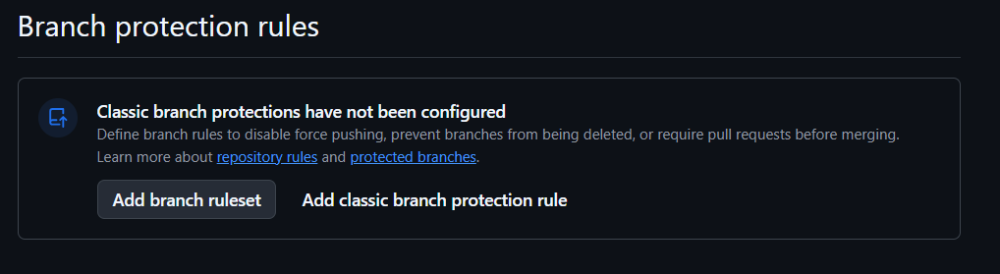 Branch protection rules
Classic branch protections have not been configured
Define branch rules to disable force pushing, prevent branches from being deleted, or require pull requests before merging.
Learn more about repository rules and protected branches.
Add branch ruleset
Add classic branch protection rule